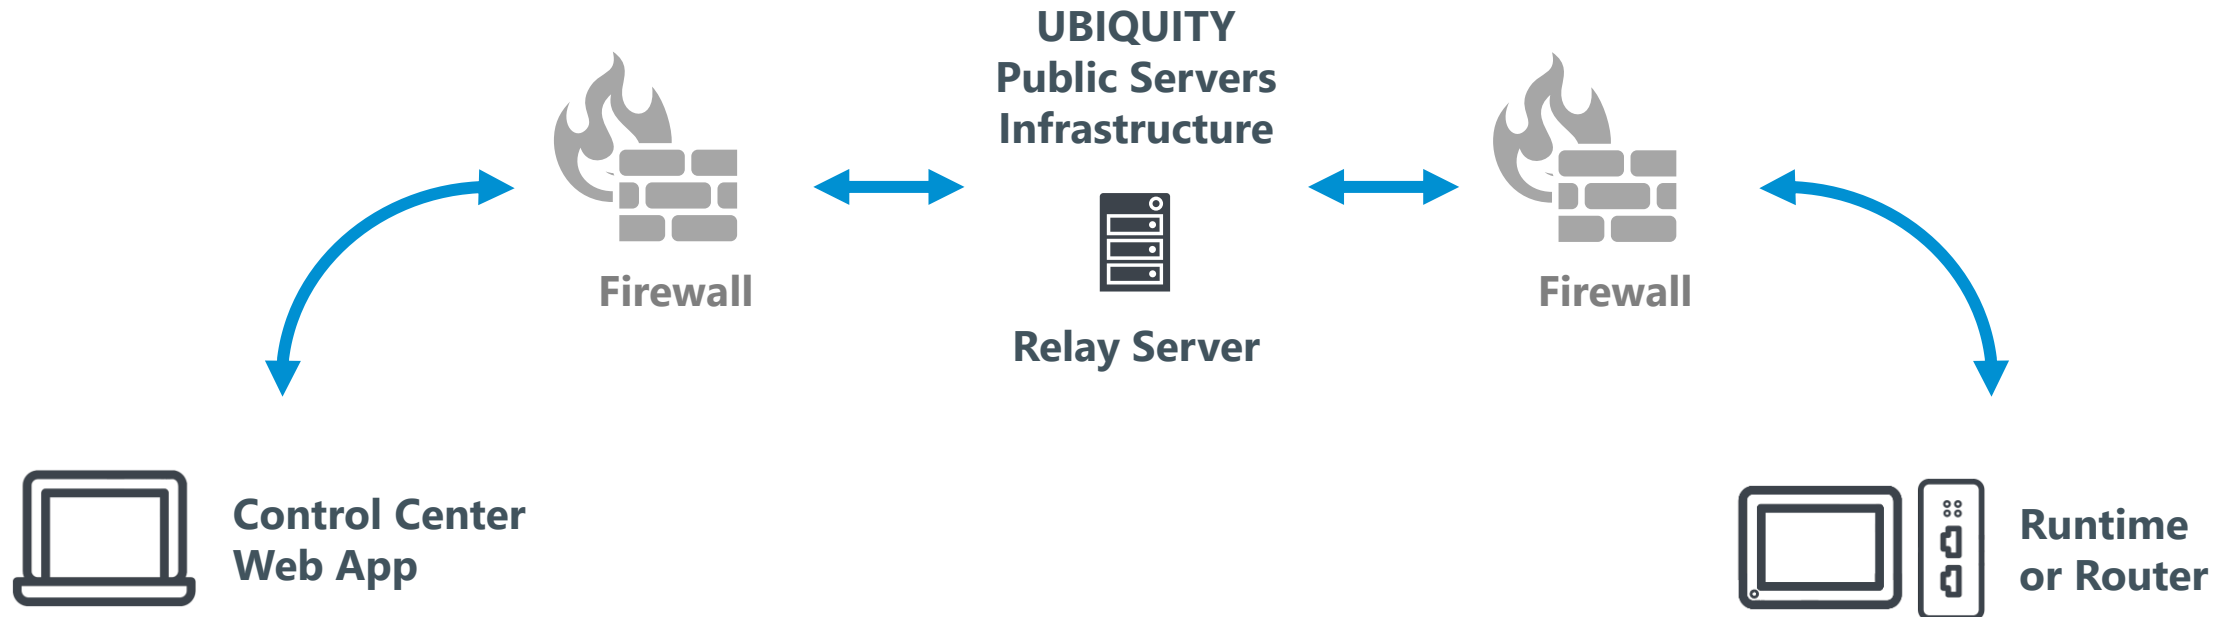 UBIQUITY
Public Servers
Infrastructure
Firewall
Relay Server
Firewall
Control Center
Web App
Runtime
or Router